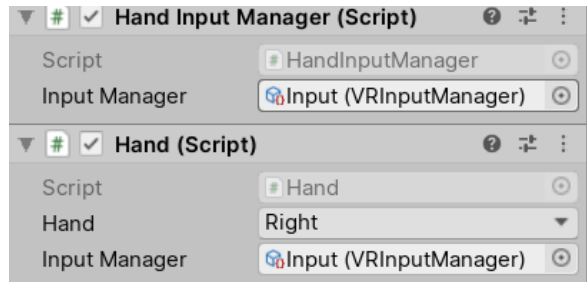 # Hand Input Manager (Script)
Script # HandInputManager
Input Manager Input (VRInputManager)
# Hand (Script)
Script # Hand
Hand Right
Input Manager Input (VRInputManager)